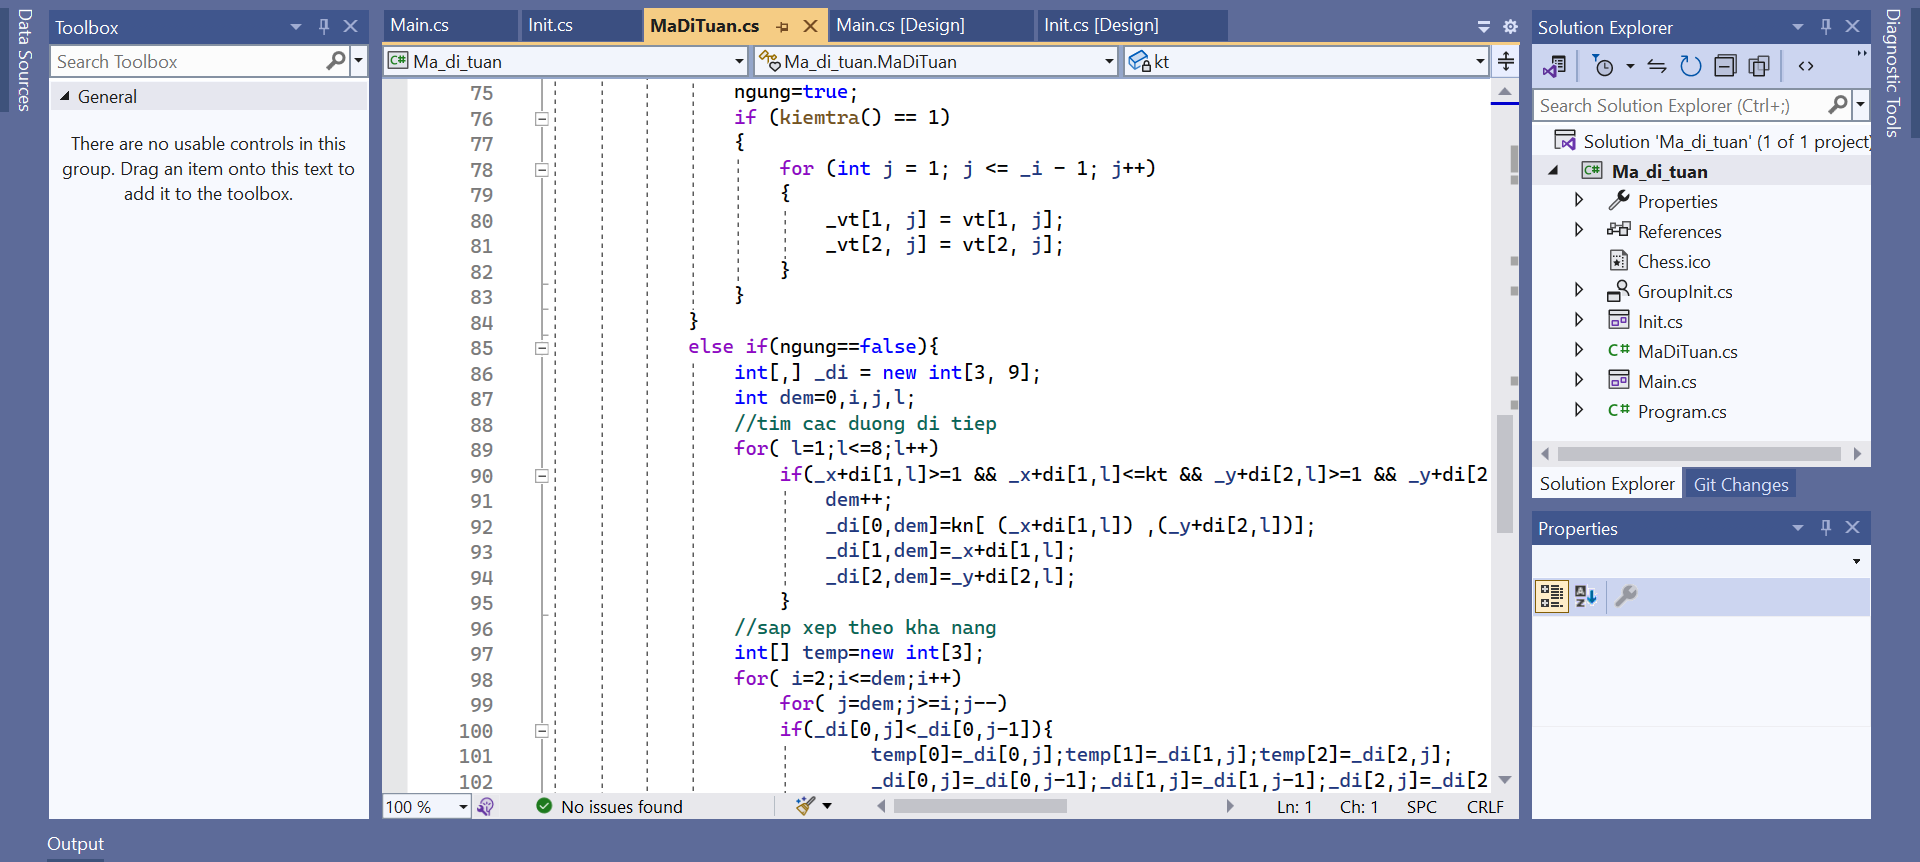 Data Sources
Toolbox
Search Toolbox
General
There are no usable controls in this
group. Drag an item onto this text to
add it to the toolbox.
Main.cs
Init.cs
MaDiTuan.cs
Main.cs [Design]
Init.cs [Design]
C# Ma_di_tuan
Ma_di_tuan.MaDiTuan
kt
75 ngung=true;
76 if (kiemtra() == 1)
77 {
78 for (int j = 1; j <= _i - 1; j++)
79 {
80 _vt[1, j] = vt[1, j];
81 _vt[2, j] = vt[2, j];
82 }
83 }
84 }
85 else if(ngung==false){
86 int[,] _di = new int[3, 9];
87 int dem=0,i,j,l;
88 //tim cac duong di tiep
89 for( l=1;l<=8;l++)
90 if(_x+di[1,l]>=1 && _x+di[1,l]<=kt && _y+di[2,l]>=1 && _y+di[2
91 dem++;
92 _di[0,dem]=kn[ (_x+di[1,l]) ,(_y+di[2,l])];
93 _di[1,dem]=_x+di[1,l];
94 _di[2,dem]=_y+di[2,l];
95 }
96 //sap xep theo kha nang
97 int[] temp=new int[3];
98 for( i=2;i<=dem;i++)
99 for( j=dem;j>=i;j--)
100 if(_di[0,j]<_di[0,j-1]){
101 temp[0]=_di[0,j];temp[1]=_di[1,j];temp[2]=_di[2,j];
102 _di[0,j]=_di[0,j-1];_di[1,j]=_di[1,j-1];_di[2,j]=_di[2
100 %
No issues found
Ln: 1 Ch: 1 SPC CRLF
Output
Solution Explorer
Search Solution Explorer (Ctrl+;)
Solution 'Ma_di_tuan' (1 of 1 project)
C# Ma_di_tuan
Properties
References
Chess.ico
GroupInit.cs
Init.cs
C# MaDiTuan.cs
Main.cs
C# Program.cs
Solution Explorer
Git Changes
Properties
Diagnostic Tools